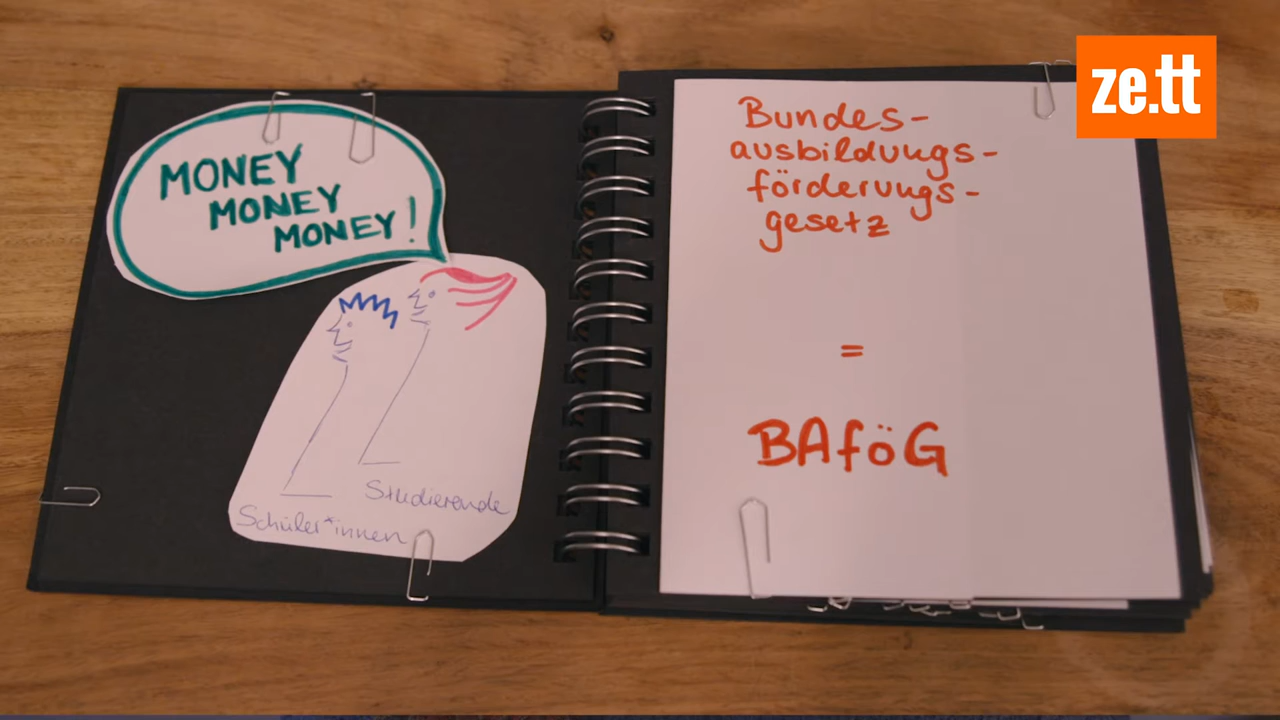 MONEY
MONEY
MONEY!
Studierende
Schüler*innen
Bundes-
ausbildungs-
förderungs-
gesetz
=
BAföG
ze.tt